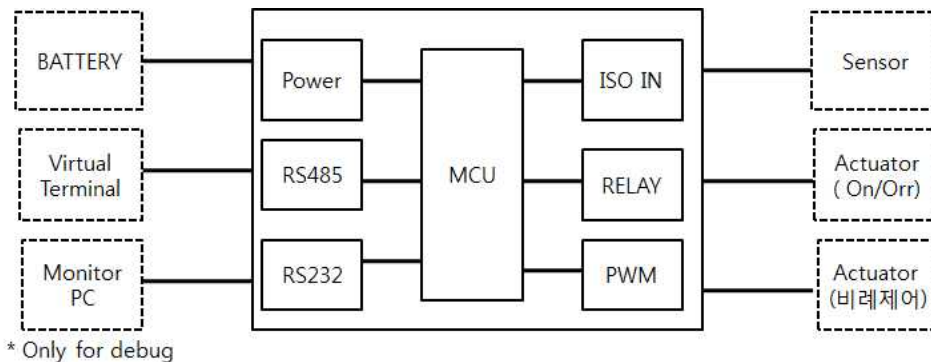 BATTERY
Power
ISO IN
Sensor
Virtual
Terminal
RS485
MCU
RELAY
Actuator
( On/Orr)
Monitor
PC
RS232
PWM
Actuator
(비례제어)
* Only for debug